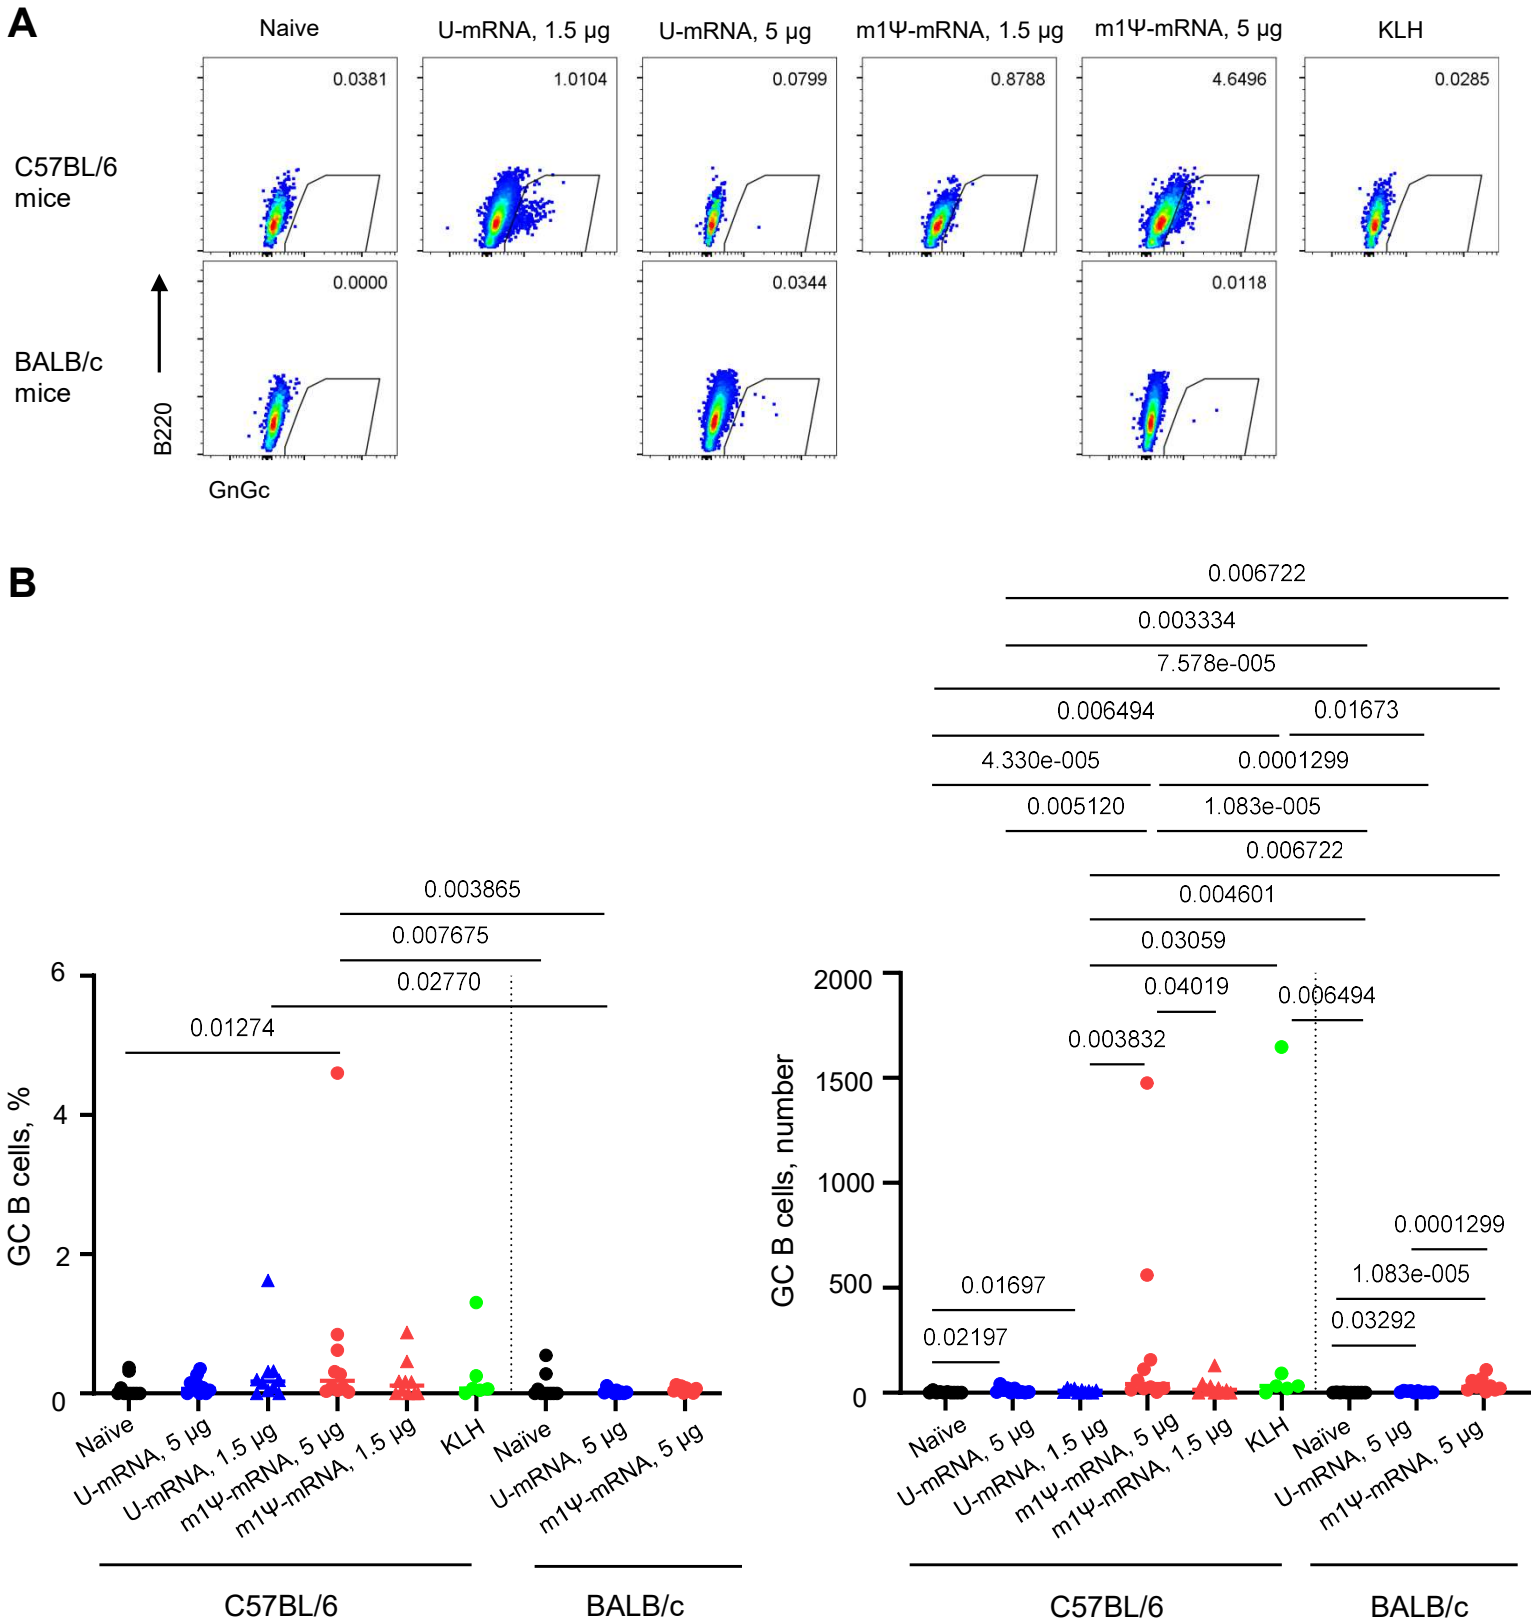 A
Naive
U-mRNA, 1.5 µg
U-mRNA, 5 µg
m1Ψ-mRNA, 1.5 µg
m1Ψ-mRNA, 5 µg
KLH
C57BL/6
mice
0.0381
1.0104
0.0799
0.8788
4.6496
0.0285
BALB/c
mice
0.0000
0.0344
0.0118
B220
GnGc
B
0.003865
0.007675
0.02770
0.01274
GC B cells, %
6
4
2
0
Naïve
U-mRNA, 5 µg
U-mRNA, 1.5 µg
m1Ψ-mRNA, 5 µg
m1Ψ-mRNA, 1.5 µg
KLH
Naïve
U-mRNA, 5 µg
m1Ψ-mRNA, 5 µg
C57BL/6
BALB/c
0.006722
0.003334
7.578e-005
0.006494
0.01673
4.330e-005
0.0001299
0.005120
1.083e-005
0.006722
0.004601
0.03059
0.04019
0.006494
0.003832
0.0001299
1.083e-005
0.01697
0.03292
0.02197
GC B cells, number
2000
1500
1000
500
0
Naïve
U-mRNA, 5 µg
U-mRNA, 1.5 µg
m1Ψ-mRNA, 5 µg
m1Ψ-mRNA, 1.5 µg
KLH
Naïve
U-mRNA, 5 µg
m1Ψ-mRNA, 5 µg
C57BL/6
BALB/c